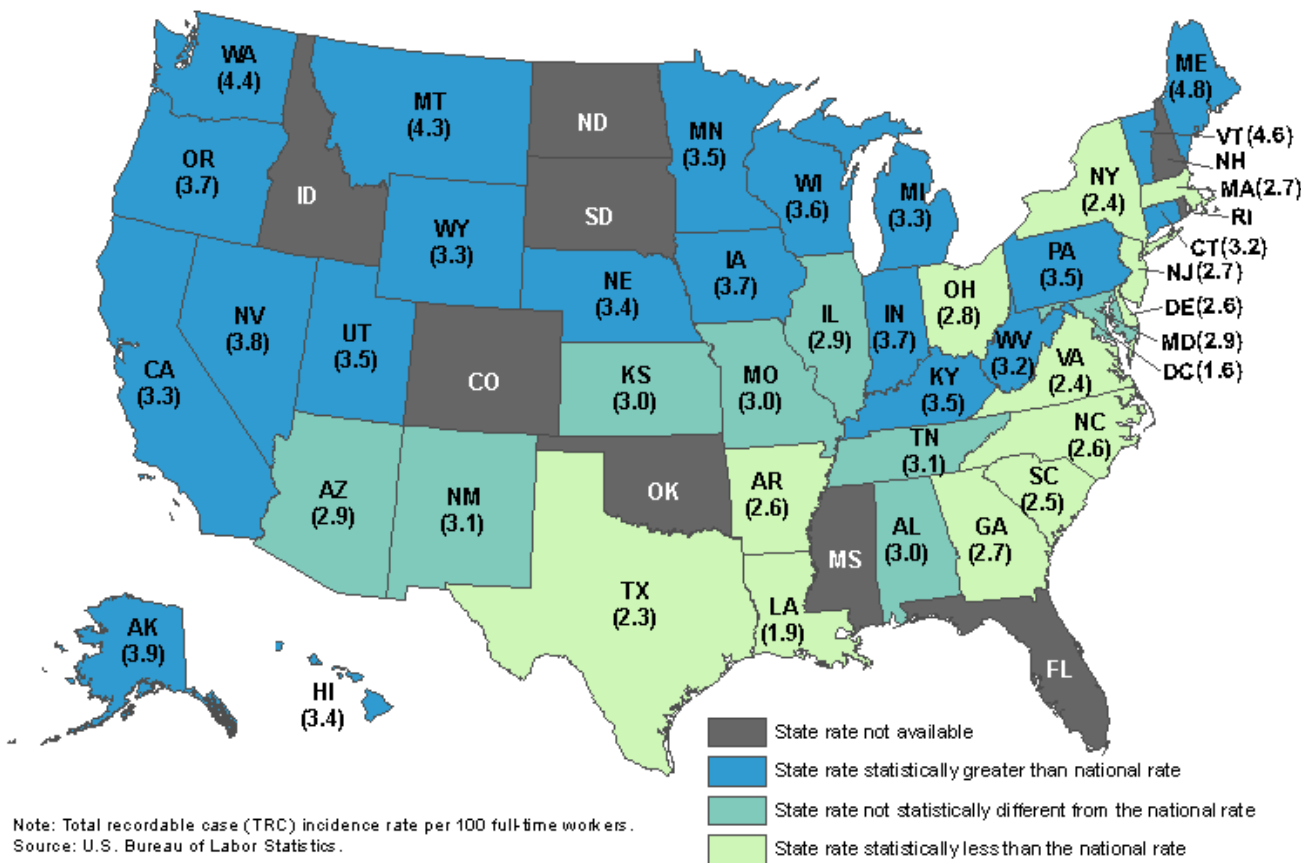 WA
(4.4)
MT
(4.3)
ND
MN
(3.5)
ME
(4.8)
VT(4.6)
NH
OR
(3.7)
ID
SD
WI
(3.6)
MI
(3.3)
NY
(2.4)
MA(2.7)
RI
WY
(3.3)
CT(3.2)
IA
(3.7)
PA
(3.5)
NJ(2.7)
NE
(3.4)
OH
(2.8)
DE(2.6)
NV
(3.8)
UT
(3.5)
IL
(2.9)
IN
(3.7)
WV
(3.2)
MD(2.9)
DC(1.6)
CA
(3.3)
CO
KS
(3.0)
MO
(3.0)
KY
(3.5)
VA
(2.4)
NC
(2.6)
TN
(3.1)
AZ
(2.9)
NM
(3.1)
OK
AR
(2.6)
SC
(2.5)
MS
AL
(3.0)
GA
(2.7)
TX
(2.3)
LA
(1.9)
FL
AK
(3.9)
HI
(3.4)
State rate not available
State rate statistically greater than national rate
State rate not statistically different from the national rate
State rate statistically less than the national rate
Note: Total recordable case (TRC) incidence rate per 100 full-time workers.
Source: U.S. Bureau of Labor Statistics.